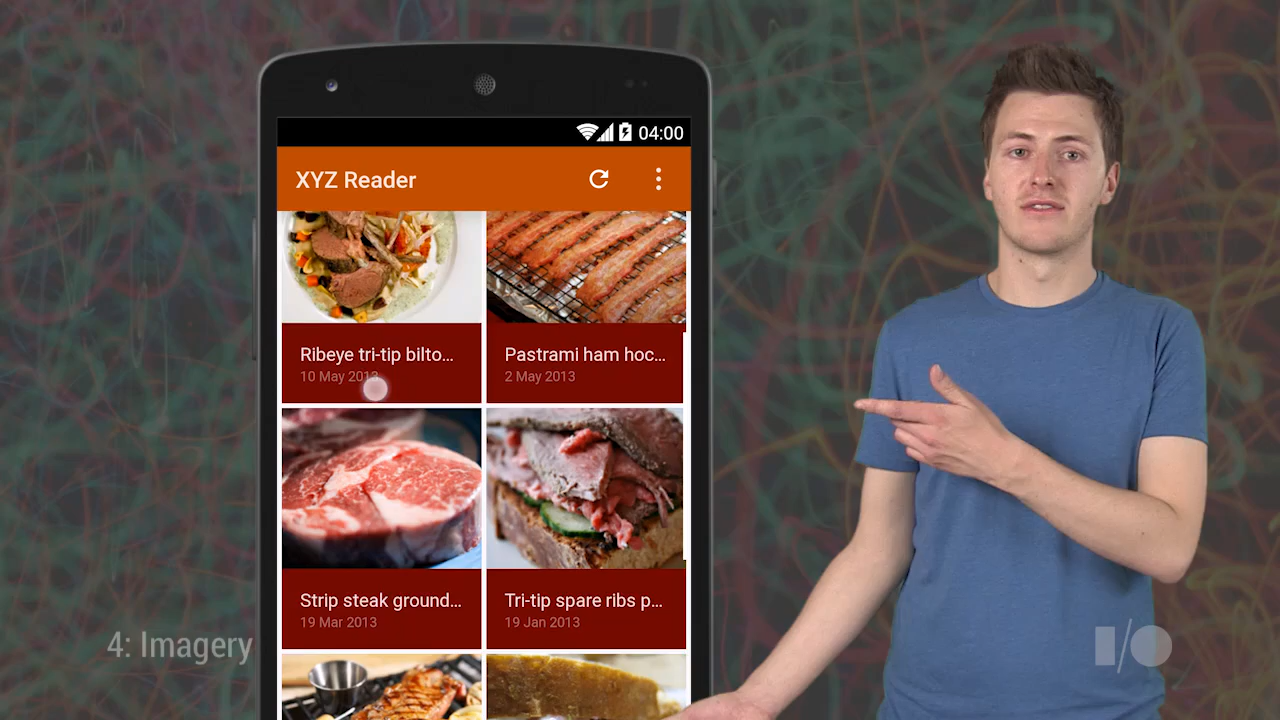 04:00
XYZ Reader
Ribeye tri-tip bilto...
10 May 2013
Pastrami ham hoc...
2 May 2013
Strip steak ground...
19 Mar 2013
Tri-tip spare ribs p...
19 Jan 2013
4: Imagery
I/O